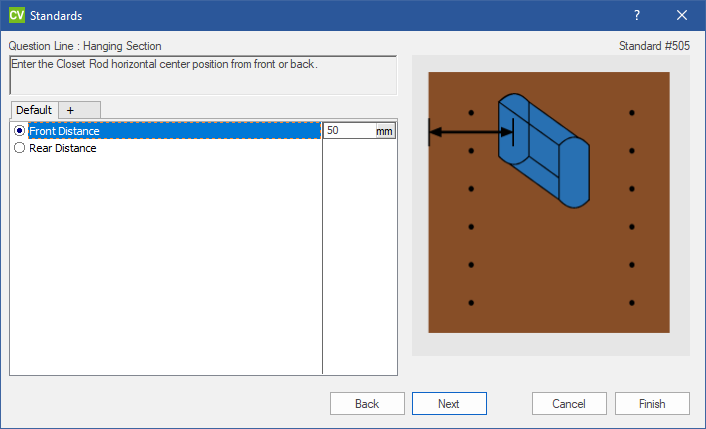 CV Standards
?
Question Line : Hanging Section
Standard #505
Enter the Closet Rod horizontal center position from front or back.
Default
+
Front Distance
50
mm
Rear Distance
Back
Next
Cancel
Finish